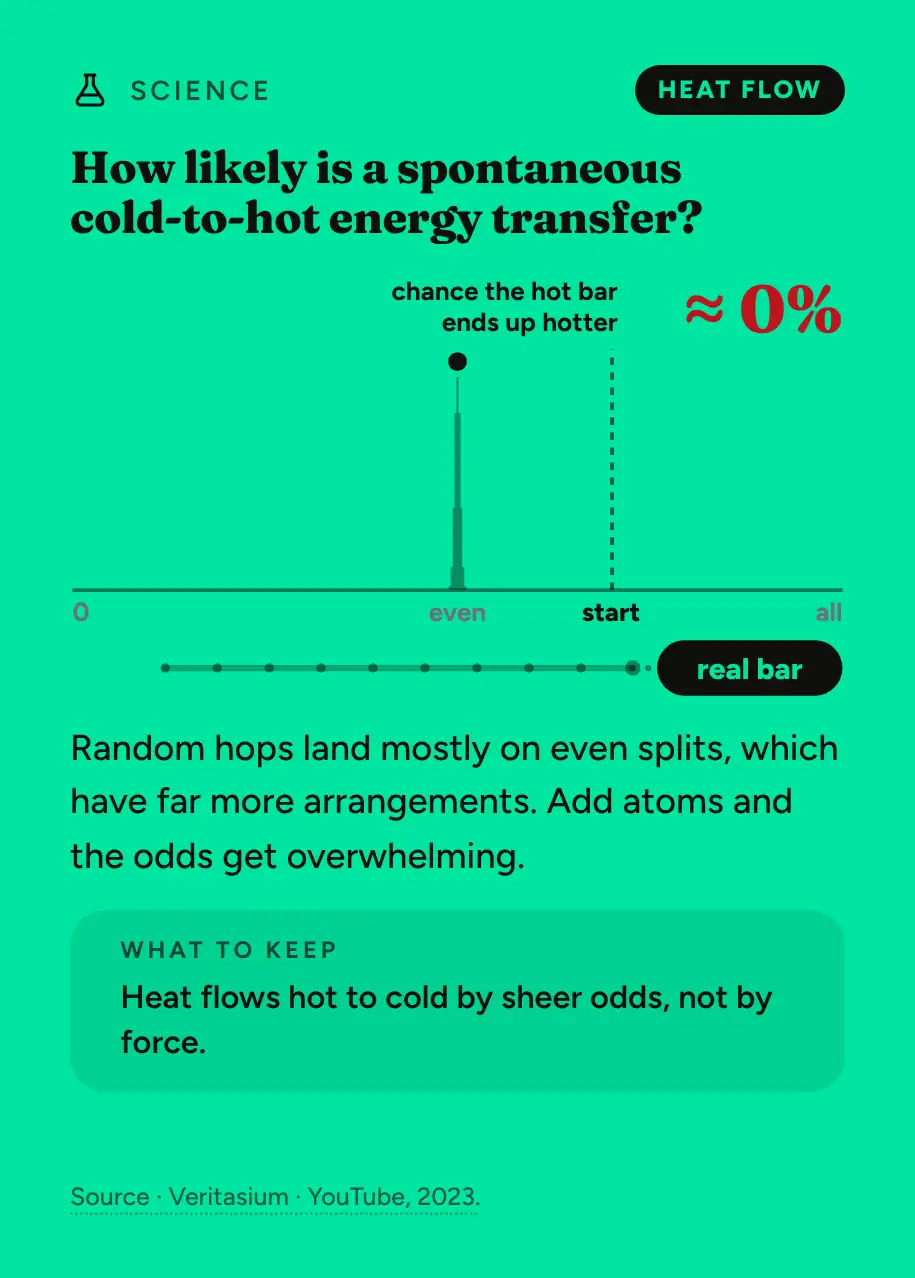 SCIENCE
HEAT FLOW
How likely is a spontaneous
cold-to-hot energy transfer?
chance the hot bar
ends up hotter
≈ 0%
0
even
start
all
real bar
Random hops land mostly on even splits, which
have far more arrangements. Add atoms and
the odds get overwhelming.
WHAT TO KEEP
Heat flows hot to cold by sheer odds, not by
force.
Source · Veritasium · YouTube, 2023.